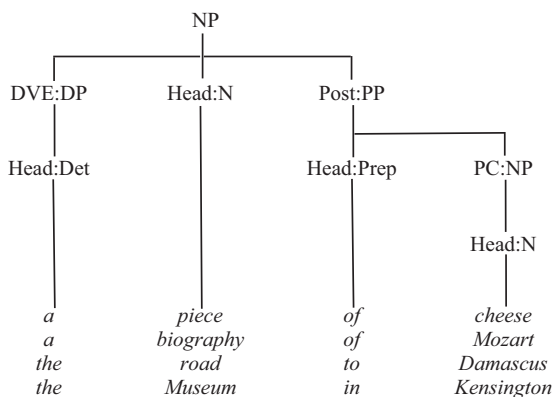 NP
DVE:DP Head:N Post:PP
Head:Det Head:Prep PC:NP
Head:N
a piece of cheese
a biography of Mozart
the road to Damascus
the Museum in Kensington